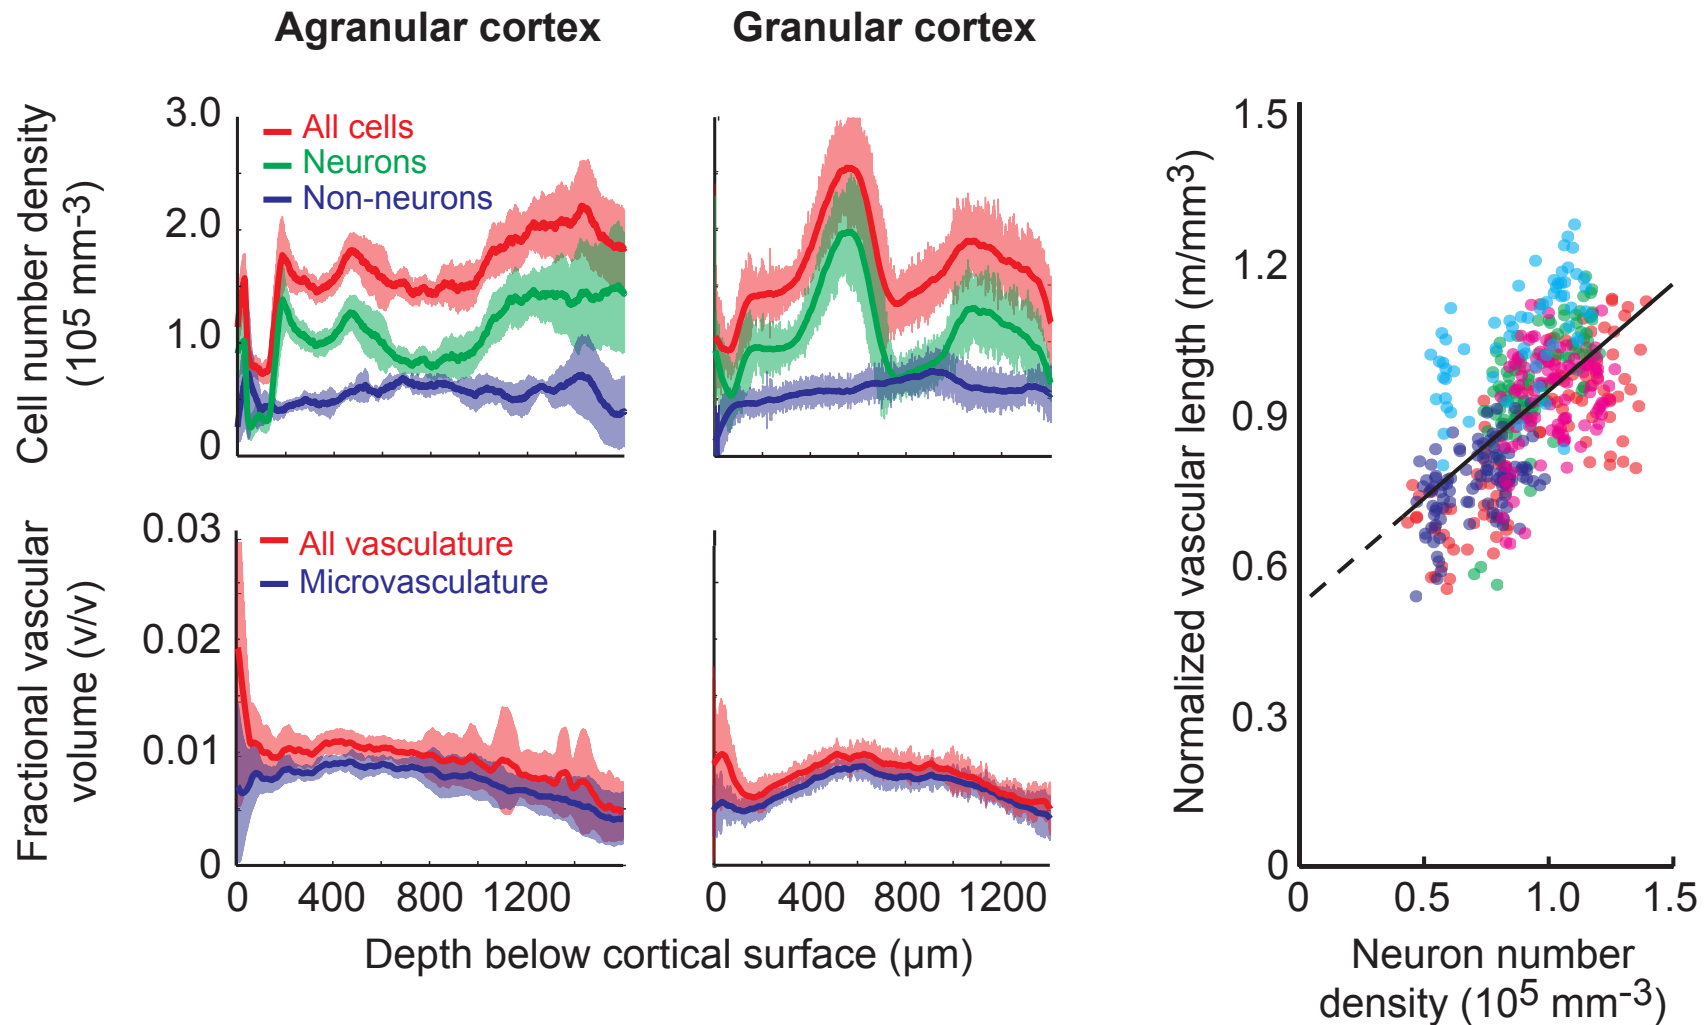 Agranular cortex
Granular cortex
Cell number density
(10⁵ mm-3)
3.0
2.0
1.0
0
All cells
Neurons
Non-neurons
Fractional vascular
volume (v/v)
0.03
0.02
0.01
0
All vasculature
Microvasculature
0 400 800 1200
0 400 800 1200
Depth below cortical surface (µm)
Normalized vascular length (m/mm³)
1.5
1.2
0.9
0.6
0.3
0
0 0.5 1.0 1.5
Neuron number
density (10⁵ mm⁻³)